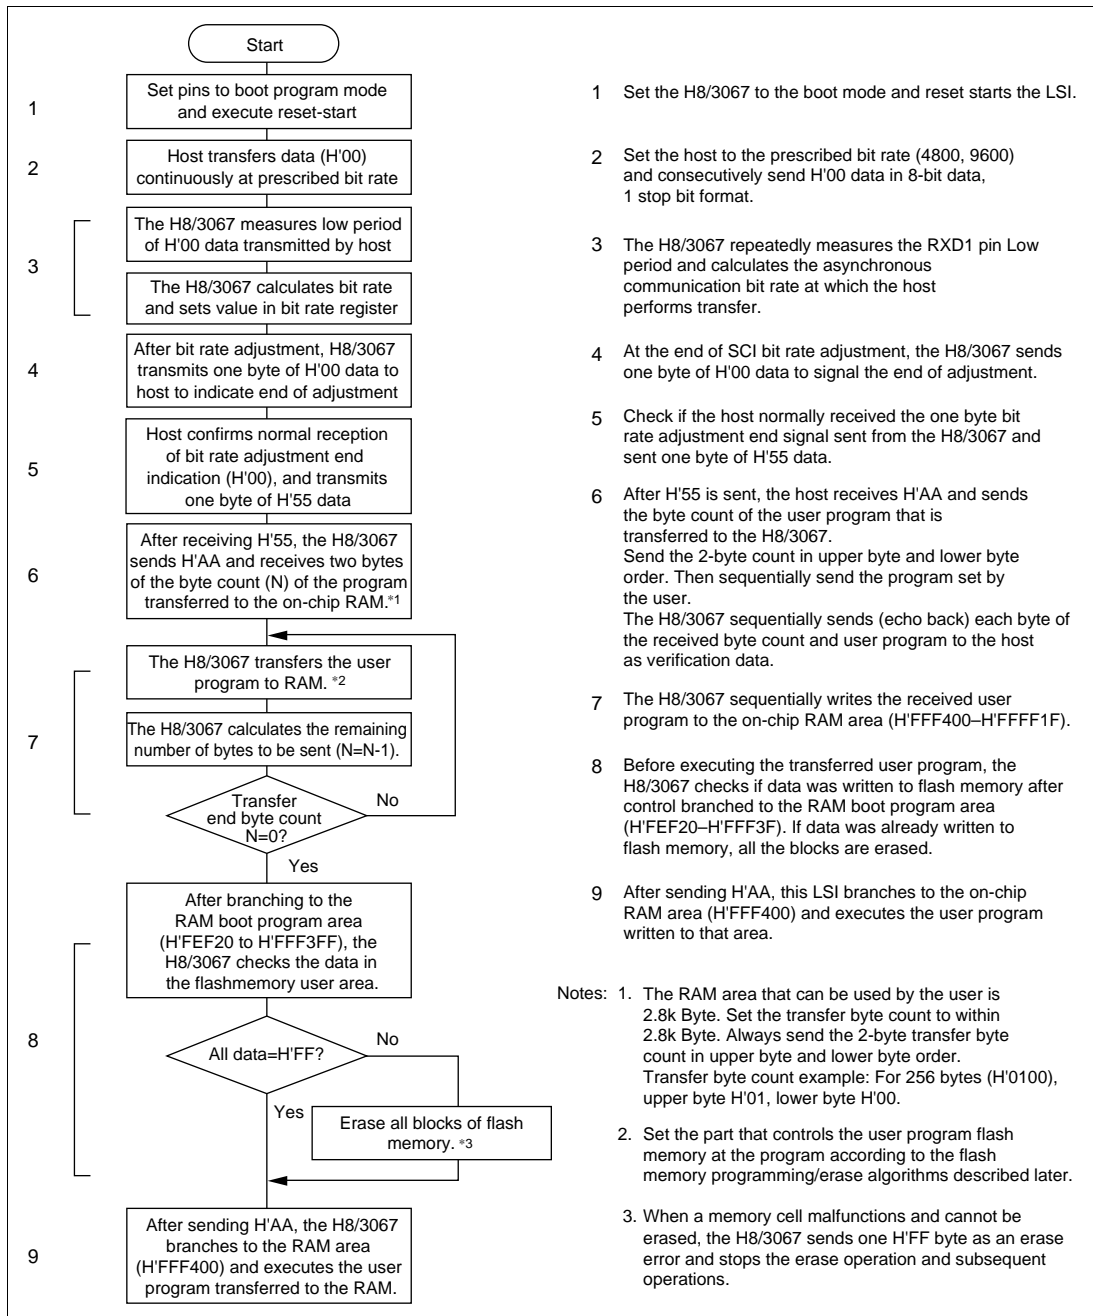 Start
1
Set pins to boot program mode
and execute reset-start
2
Host transfers data (H'00)
continuously at prescribed bit rate
3
The H8/3067 measures low period
of H'00 data transmitted by host
The H8/3067 calculates bit rate
and sets value in bit rate register
4
After bit rate adjustment, H8/3067
transmits one byte of H'00 data to
host to indicate end of adjustment
5
Host confirms normal reception
of bit rate adjustment end
indication (H'00), and transmits
one byte of H'55 data
6
After receiving H'55, the H8/3067
sends H'AA and receives two bytes
of the byte count (N) of the program
transferred to the on-chip RAM.*1
7
The H8/3067 transfers the user
program to RAM. *2
The H8/3067 calculates the remaining
number of bytes to be sent (N=N-1).
Transfer
end byte count
N=0?
No
Yes
8
After branching to the
RAM boot program area
(H'FEF20 to H'FFF3FF), the
H8/3067 checks the data in
the flashmemory user area.
All data=H'FF?
No
Yes
Erase all blocks of flash
memory. *3
9
After sending H'AA, the H8/3067
branches to the RAM area
(H'FFF400) and executes the user
program transferred to the RAM.
1 Set the H8/3067 to the boot mode and reset starts the LSI.
2 Set the host to the prescribed bit rate (4800, 9600)
and consecutively send H'00 data in 8-bit data,
1 stop bit format.
3 The H8/3067 repeatedly measures the RXD1 pin Low
period and calculates the asynchronous
communication bit rate at which the host
performs transfer.
4 At the end of SCI bit rate adjustment, the H8/3067 sends
one byte of H'00 data to signal the end of adjustment.
5 Check if the host normally received the one byte bit
rate adjustment end signal sent from the H8/3067 and
sent one byte of H'55 data.
6 After H'55 is sent, the host receives H'AA and sends
the byte count of the user program that is
transferred to the H8/3067.
Send the 2-byte count in upper byte and lower byte
order. Then sequentially send the program set by
the user.
The H8/3067 sequentially sends (echo back) each byte of
the received byte count and user program to the host
as verification data.
7 The H8/3067 sequentially writes the received user
program to the on-chip RAM area (H'FFF400–H'FFFF1F).
8 Before executing the transferred user program, the
H8/3067 checks if data was written to flash memory after
control branched to the RAM boot program area
(H'FEF20–H'FFF3F). If data was already written to
flash memory, all the blocks are erased.
9 After sending H'AA, this LSI branches to the on-chip
RAM area (H'FFF400) and executes the user program
written to that area.
Notes: 1. The RAM area that can be used by the user is
2.8k Byte. Set the transfer byte count to within
2.8k Byte. Always send the 2-byte transfer byte
count in upper byte and lower byte order.
Transfer byte count example: For 256 bytes (H'0100),
upper byte H'01, lower byte H'00.
2. Set the part that controls the user program flash
memory at the program according to the flash
memory programming/erase algorithms described later.
3. When a memory cell malfunctions and cannot be
erased, the H8/3067 sends one H'FF byte as an erase
error and stops the erase operation and subsequent
operations.